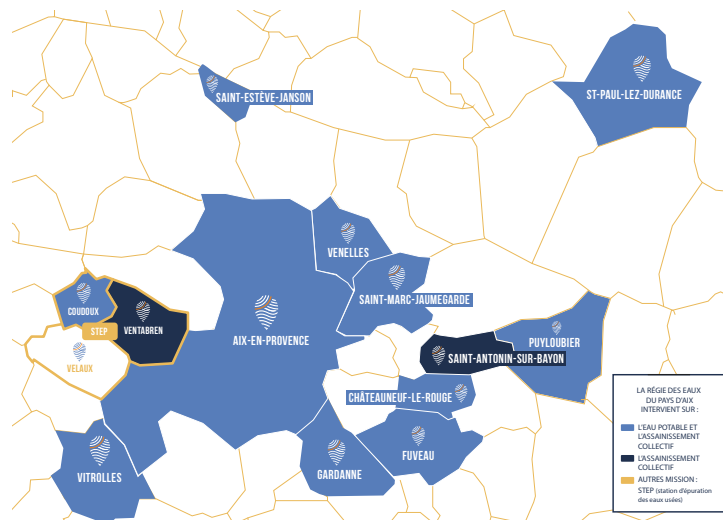 SAINT-ESTÈVE-JANSON
ST-PAUL-LEZ-DURANCE
VENELLES
SAINT-MARC-JAUMEGARDE
COUDOUX
STEP
VENTABREN
VELAUX
AIX-EN-PROVENCE
PUYLOUBIER
SAINT-ANTONIN-SUR-BAYON
CHÂTEAUNEUF-LE-ROUGE
FUVEAU
GARDANNE
VITROLLES
LA RÉGIE DES EAUX
DU PAYS D'AIX
INTERVIENT SUR :
L'EAU POTABLE ET
L'ASSAINISSEMENT
COLLECTIF
L'ASSAINISSEMENT
COLLECTIF
AUTRES MISSION :
STEP (station d'épuration
des eaux usées)